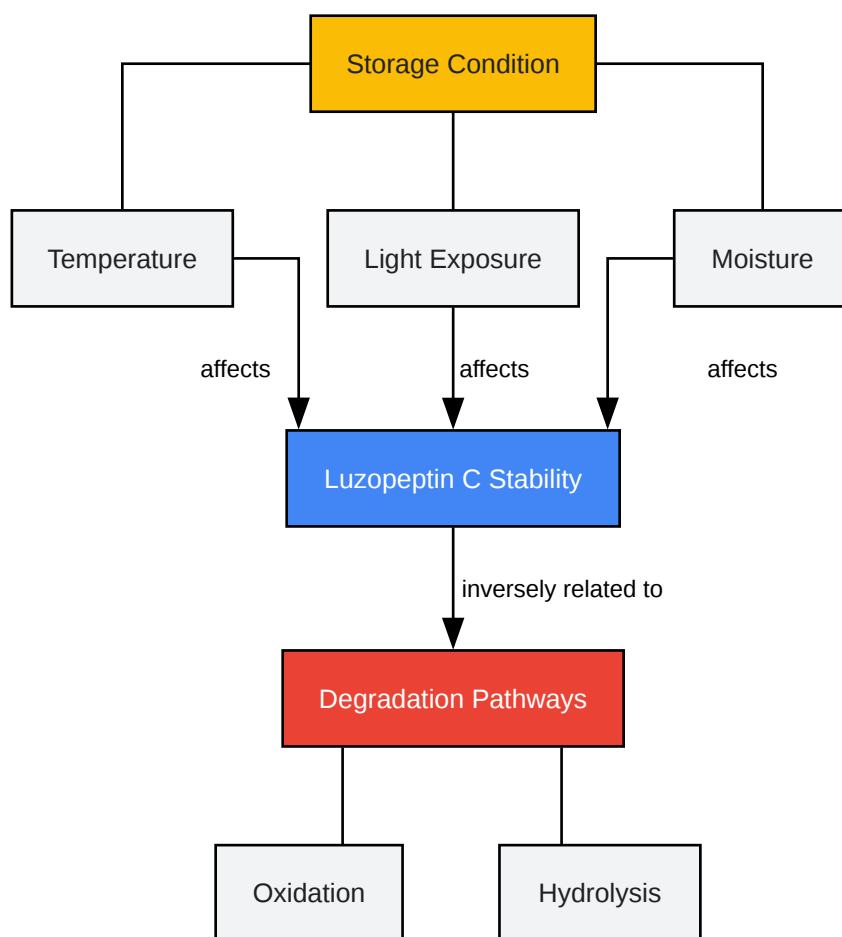 Storage Condition
Temperature
Light Exposure
Moisture
affects
affects
affects
Luzopeptin C Stability
inversely related to
Degradation Pathways
Oxidation
Hydrolysis